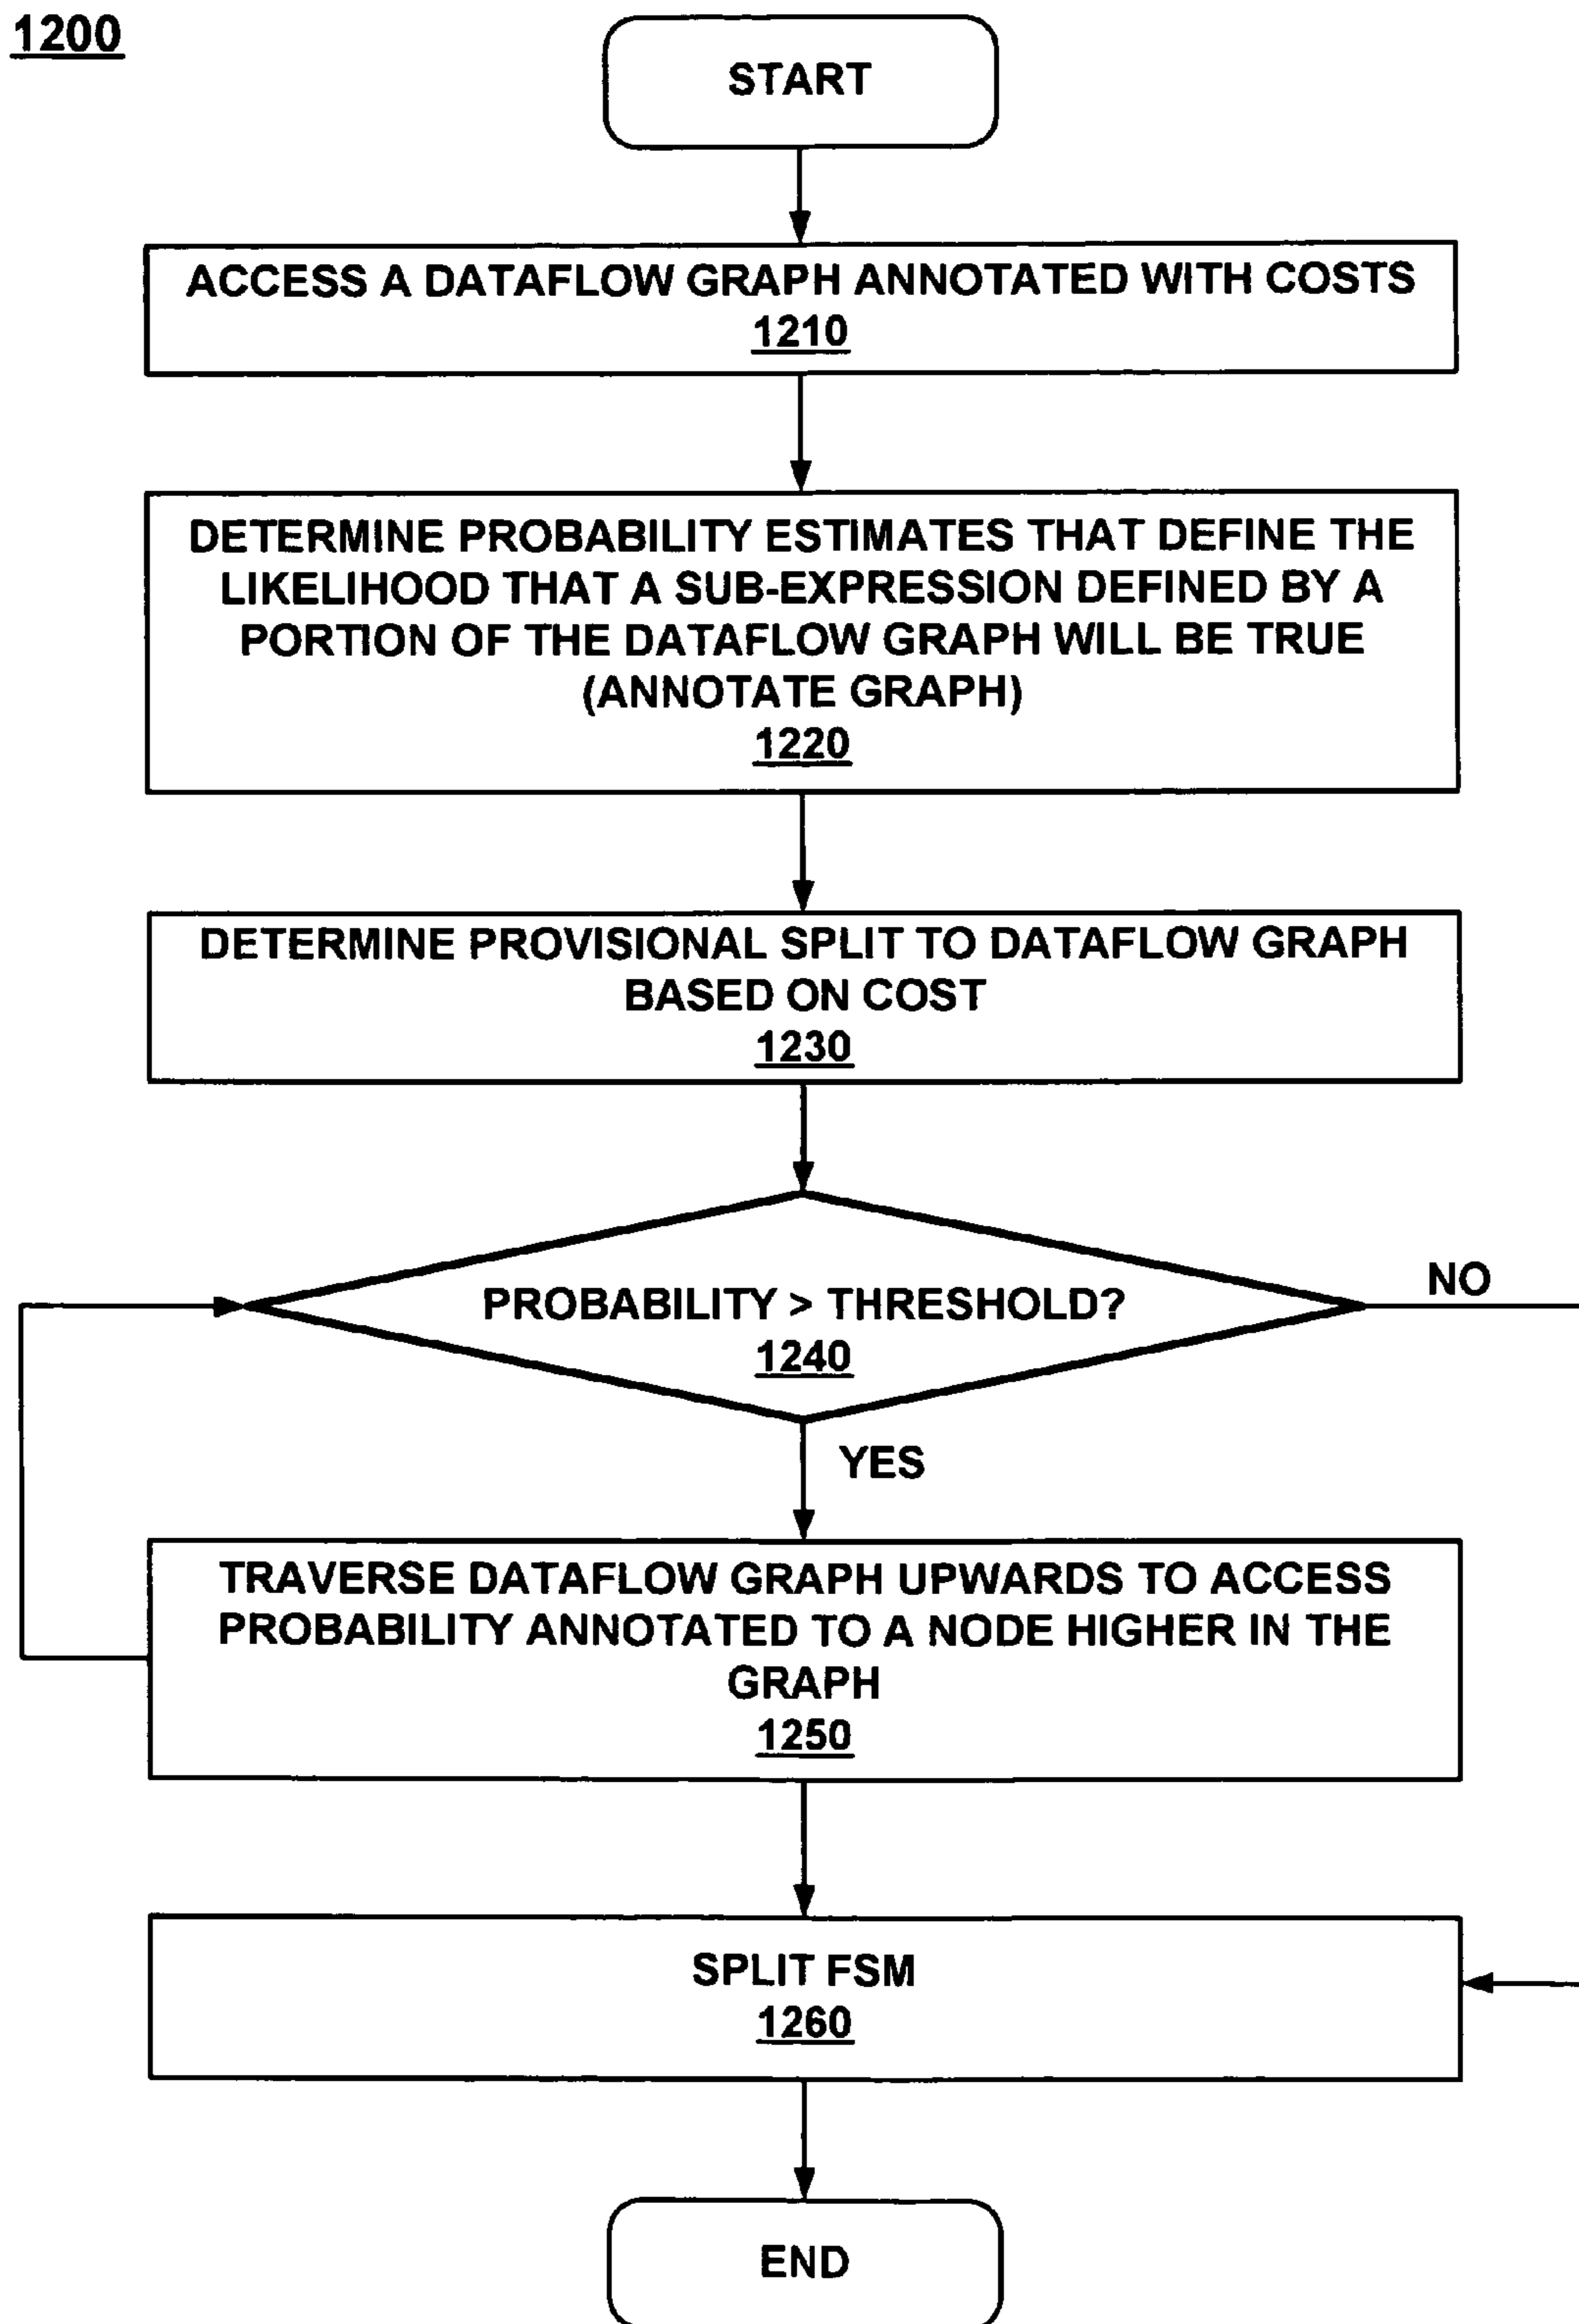 1200
START
ACCESS A DATAFLOW GRAPH ANNOTATED WITH COSTS
1210
DETERMINE PROBABILITY ESTIMATES THAT DEFINE THE
LIKELIHOOD THAT A SUB-EXPRESSION DEFINED BY A
PORTION OF THE DATAFLOW GRAPH WILL BE TRUE
(ANNOTATE GRAPH)
1220
DETERMINE PROVISIONAL SPLIT TO DATAFLOW GRAPH
BASED ON COST
1230
NO
PROBABILITY > THRESHOLD?
1240
YES
TRAVERSE DATAFLOW GRAPH UPWARDS TO ACCESS
PROBABILITY ANNOTATED TO A NODE HIGHER IN THE
GRAPH
1250
SPLIT FSM
1260
END